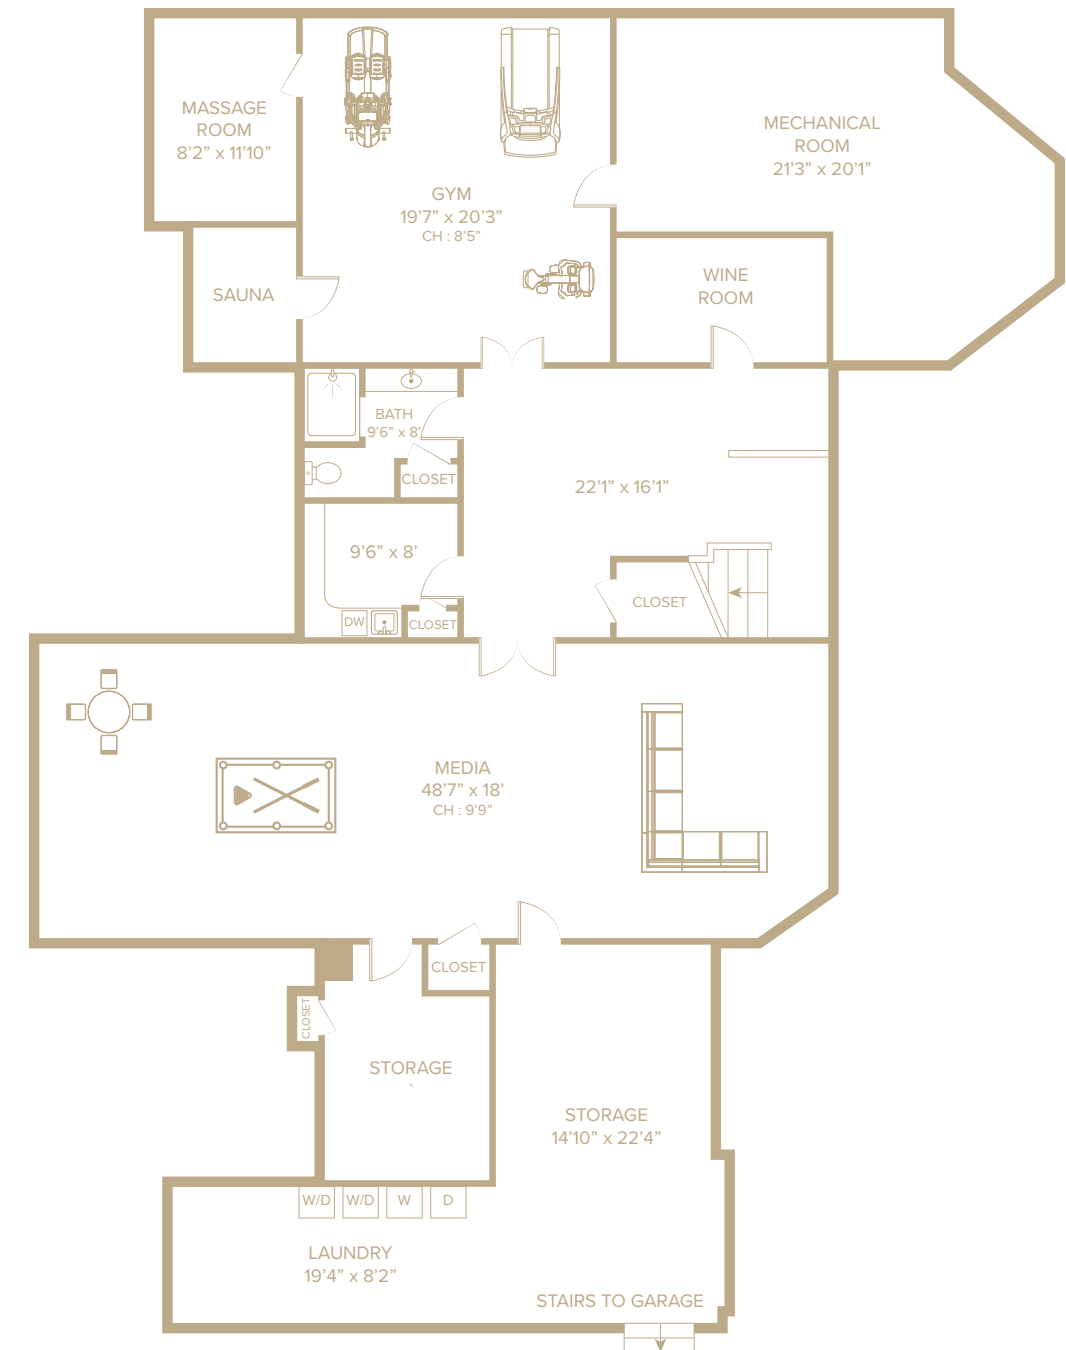 MASSAGE
ROOM
8’2” x 11’10”
GYM
19’7” x 20’3”
CH : 8’5”
MECHANICAL
ROOM
21’3” x 20’1”
SAUNA
WINE
ROOM
BATH
9’6” x 8’
CLOSET
22’1” x 16’1”
9’6” x 8’
DW
CLOSET
CLOSET
MEDIA
48’7” x 18’
CH : 9’9”
CLOSET
CLOSET
STORAGE
STORAGE
14’10” x 22’4”
W/D
W/D
W
D
LAUNDRY
19’4” x 8’2”
STAIRS TO GARAGE